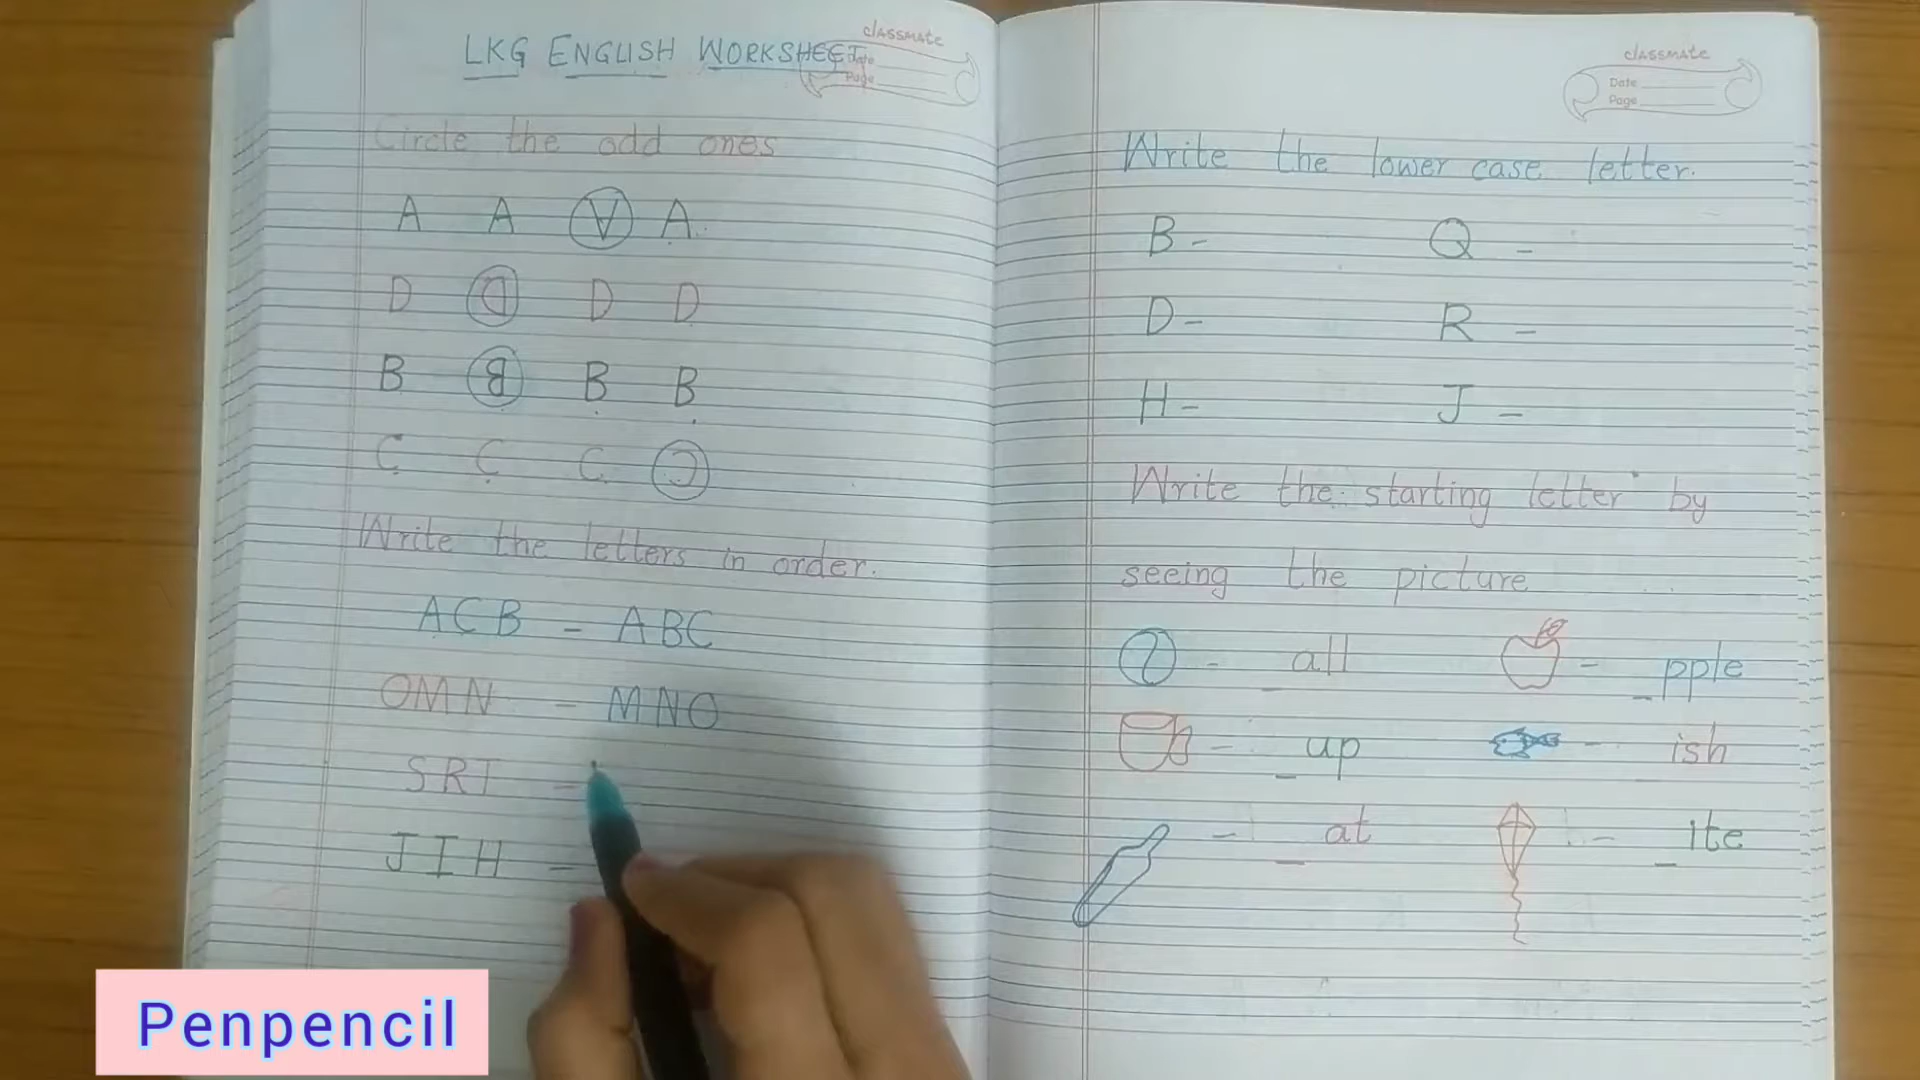 LKG ENGLISH WORKSHEET
classmate
Date
Page
Circle the odd ones
A A A A
D D D D
B B B B
C C C C
Write the letters in order.
ACB - ABC
OMN - MNO
SRT -
JIH -
classmate
Date
Page
Write the lower case letter.
B - Q -
D - R -
H - J -
Write the starting letter by
seeing the picture
- _all - _pple
- _up - _ish
- _at - _ite
Penpencil